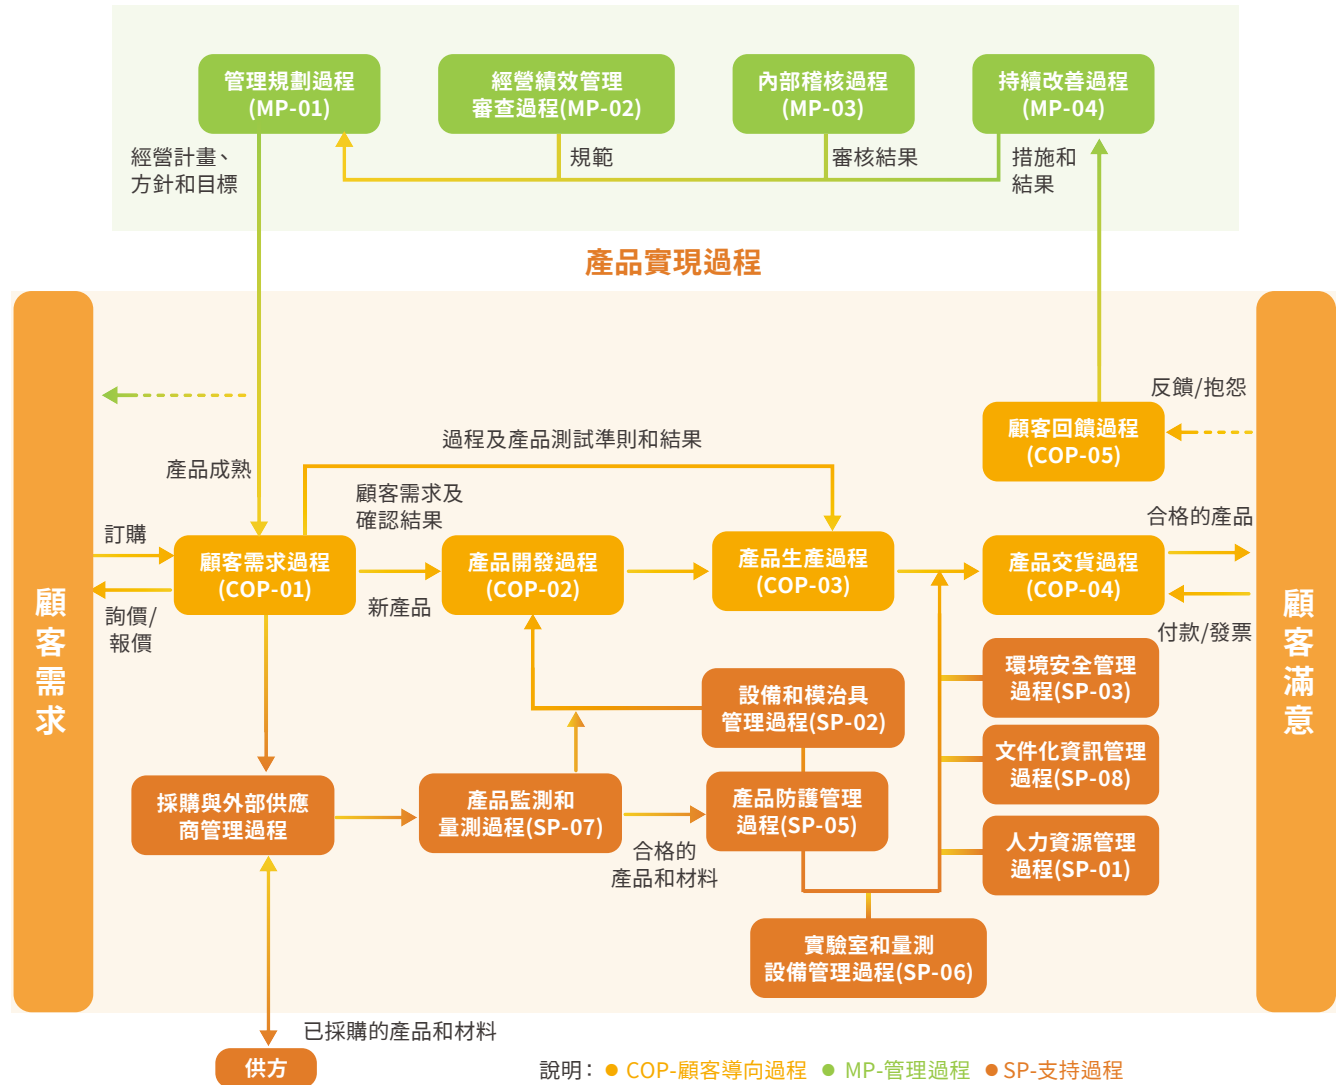 管理規劃過程
(MP-01)
經營績效管理
審查過程(MP-02)
內部稽核過程
(MP-03)
持續改善過程
(MP-04)
經營計畫、
方針和目標
規範
審核結果
措施和
結果
產品實現過程
顧客需求
顧客滿意
反饋/抱怨
顧客回饋過程
(COP-05)
過程及產品測試準則和結果
產品成熟
顧客需求及
確認結果
訂購
合格的產品
顧客需求過程
(COP-01)
產品開發過程
(COP-02)
產品生產過程
(COP-03)
產品交貨過程
(COP-04)
新產品
詢價/
報價
付款/發票
環境安全管理
過程(SP-03)
設備和模治具
管理過程(SP-02)
文件化資訊管理
過程(SP-08)
採購與外部供應
商管理過程
產品監測和
量測過程(SP-07)
產品防護管理
過程(SP-05)
人力資源管理
過程(SP-01)
合格的
產品和材料
實驗室和量測
設備管理過程(SP-06)
已採購的產品和材料
供方
說明： COP-顧客導向過程 MP-管理過程 SP-支持過程